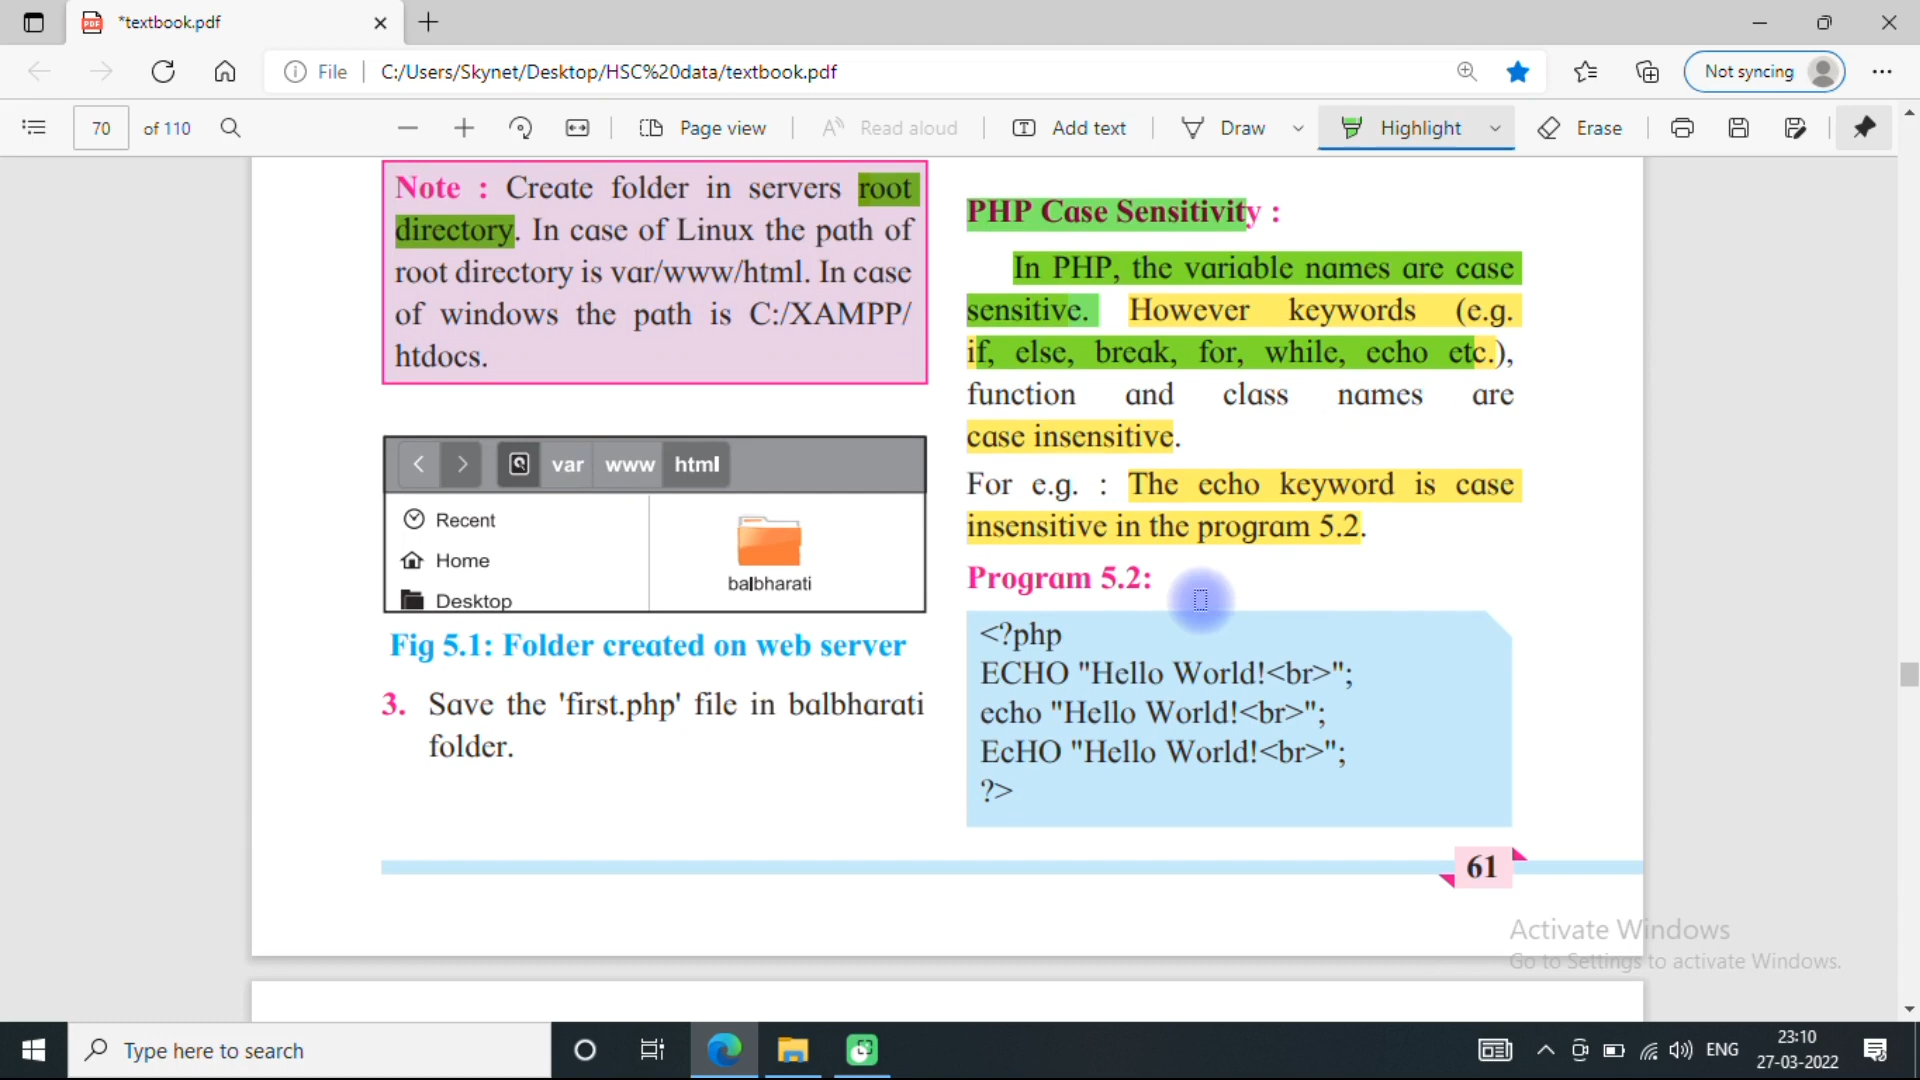 *textbook.pdf
File
C:/Users/Skynet/Desktop/HSC%20data/textbook.pdf
Not syncing
70
of 110
Page view
Read aloud
Add text
Draw
Highlight
Erase
Note : Create folder in servers root
directory. In case of Linux the path of
root directory is var/www/html. In case
of windows the path is C:/XAMPP/
htdocs.
var www html
Recent
Home
Desktop
balbharati
Fig 5.1: Folder created on web server
3. Save the 'first.php' file in balbharati
folder.
PHP Case Sensitivity :
In PHP, the variable names are case
sensitive. However keywords (e.g.
if, else, break, for, while, echo etc.),
function and class names are
case insensitive.
For e.g. : The echo keyword is case
insensitive in the program 5.2.
Program 5.2:
<?php
ECHO "Hello World!<br>";
echo "Hello World!<br>";
EcHO "Hello World!<br>";
?>
61
Activate Windows
Go to Settings to activate Windows.
Type here to search
ENG
23:10
27-03-2022